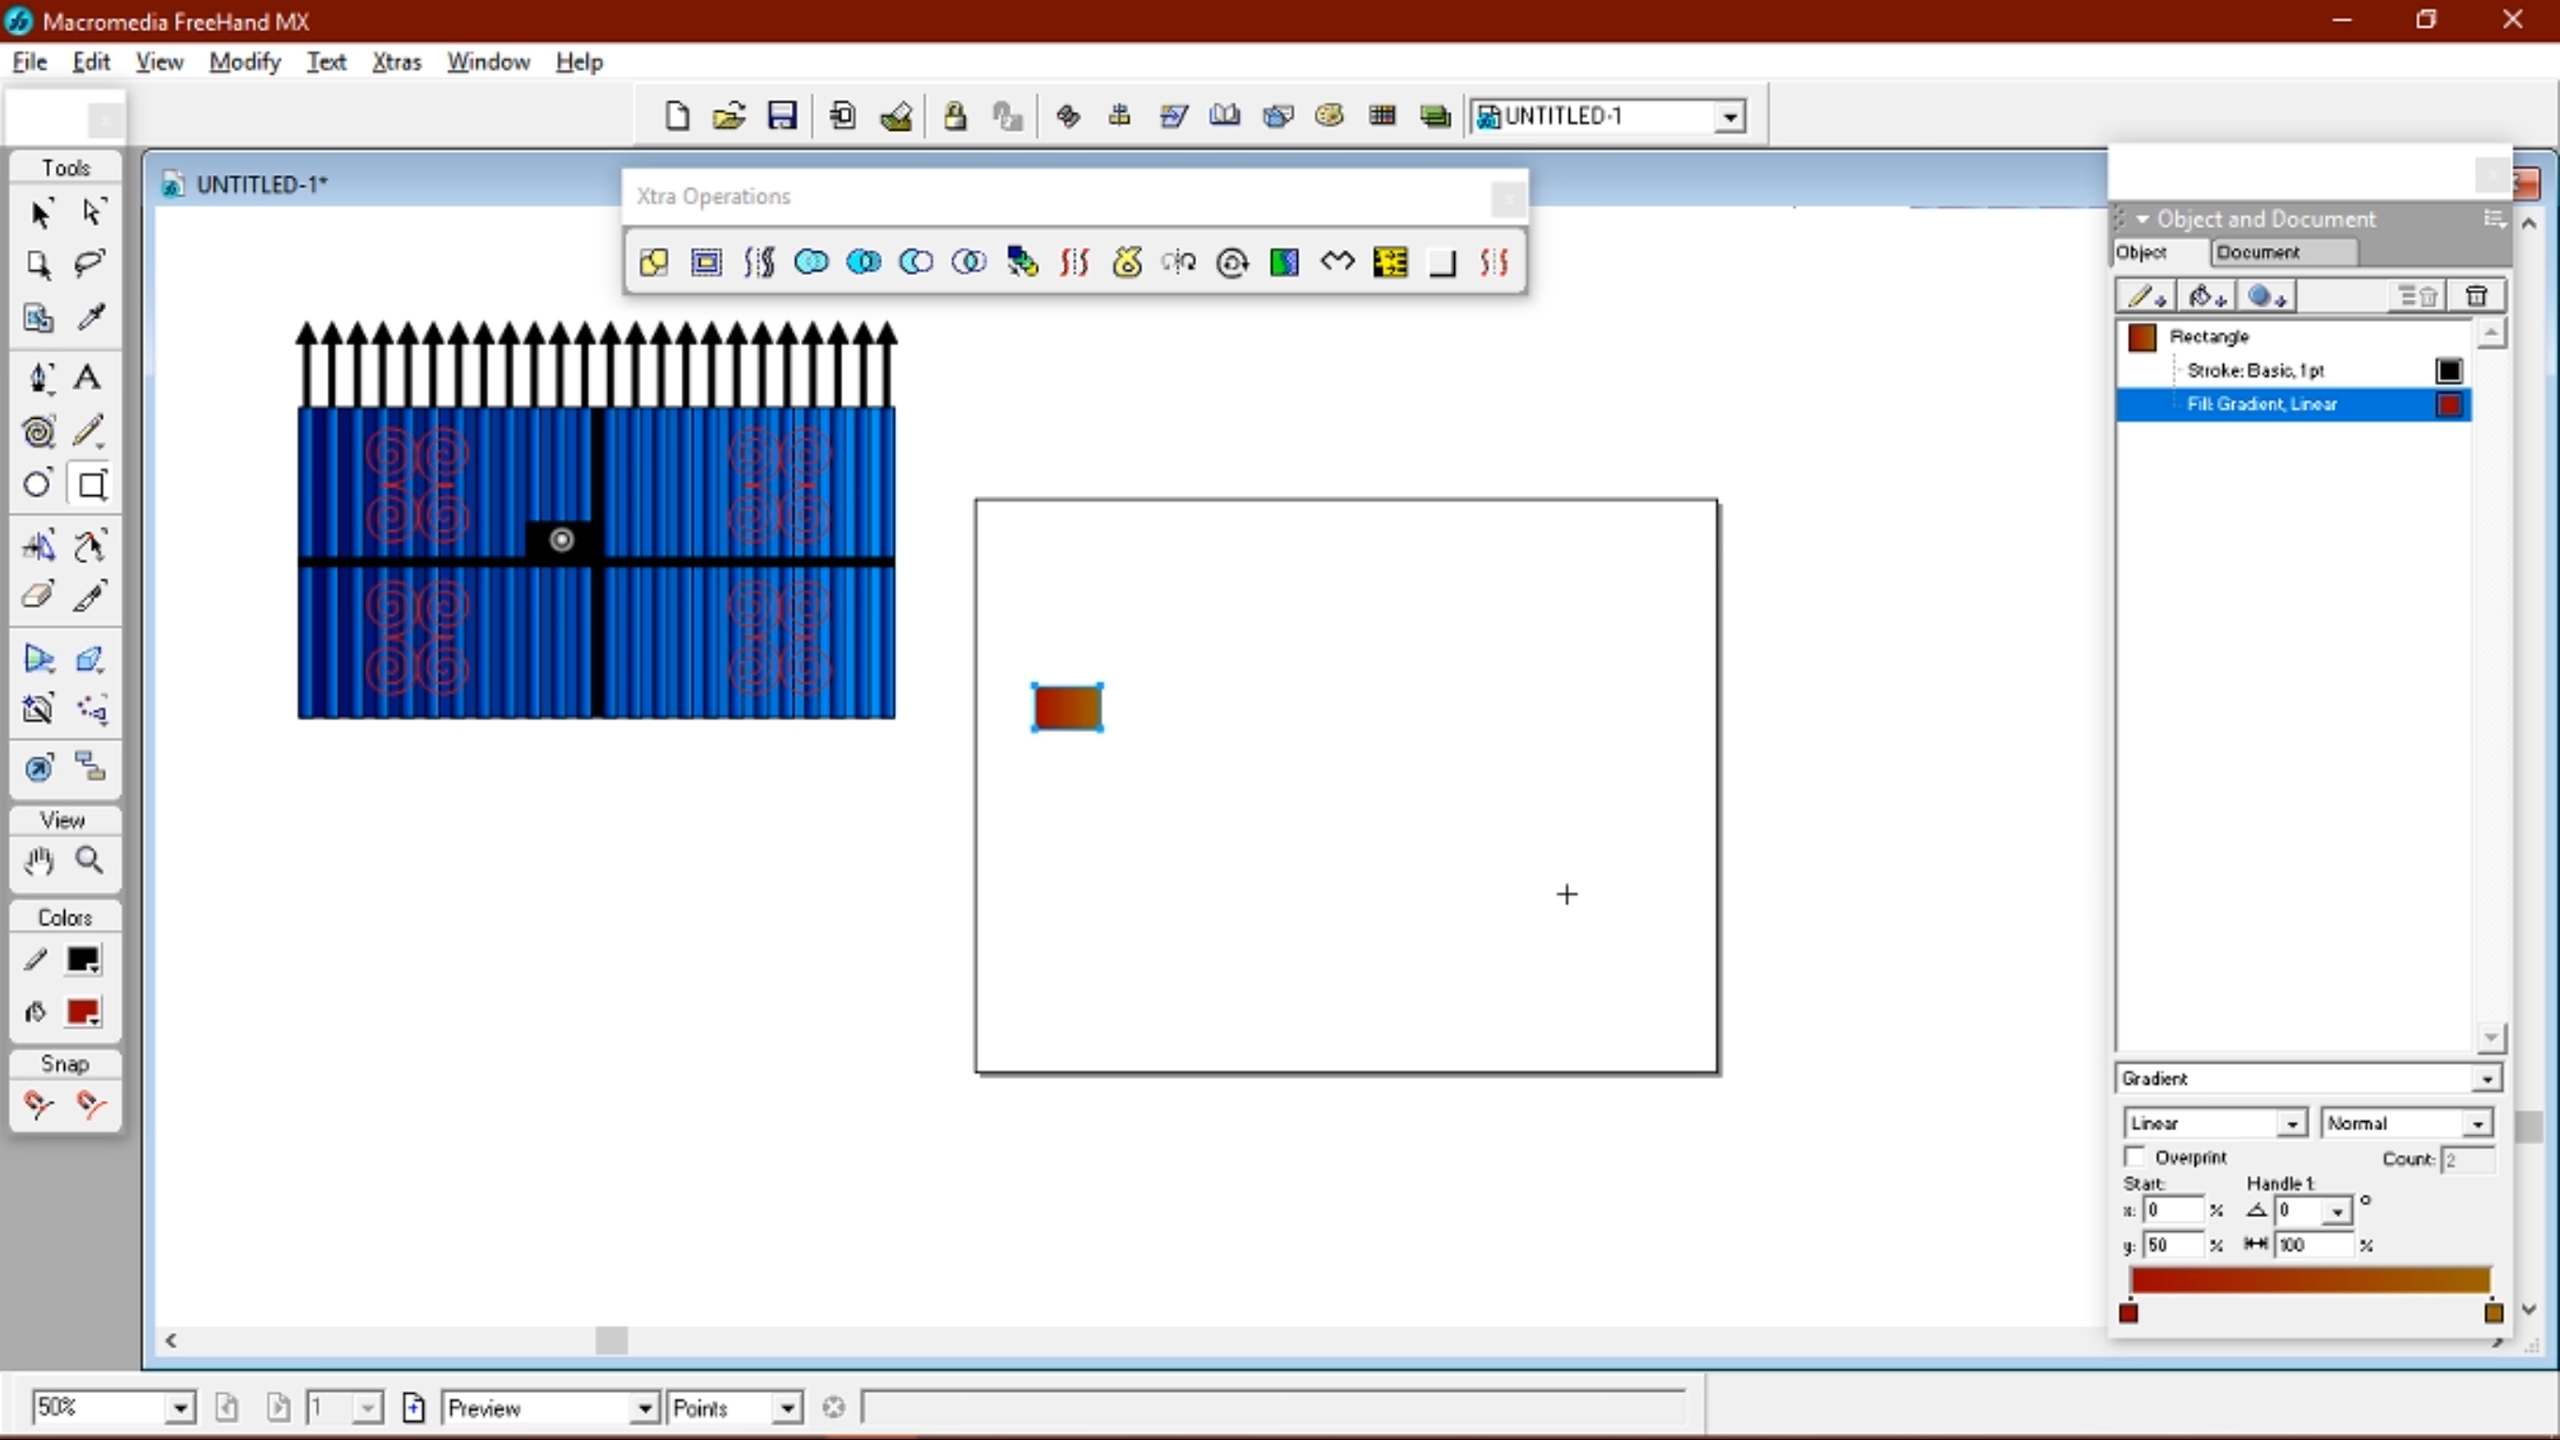 Macromedia FreeHand MX
File Edit View Modify Text Xtras Window Help
UNTITLED-1
Tools
UNTITLED-1*
Xtra Operations
Object and Document
Object Document
Rectangle
Stroke: Basic, 1pt
Fill: Gradient, Linear
View
Colors
Snap
Gradient
Linear Normal
Overprint Count: 2
Start: Handle 1:
x: 0 % 0 °
y: 50 % 100 %
50% 1 Preview Points